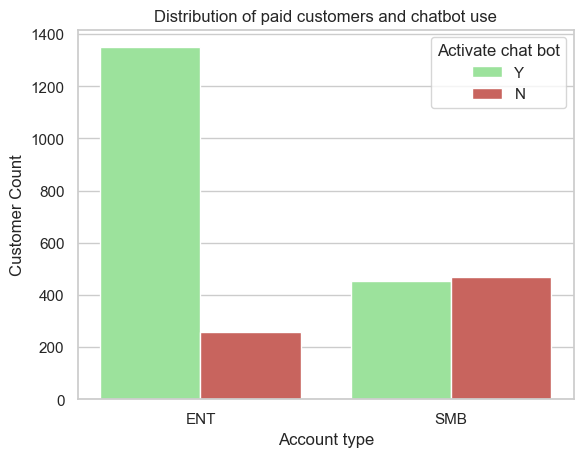 Distribution of paid customers and chatbot use
Activate chat bot
Y
N
Customer Count
1400
1200
1000
800
600
400
200
0
ENT
SMB
Account type